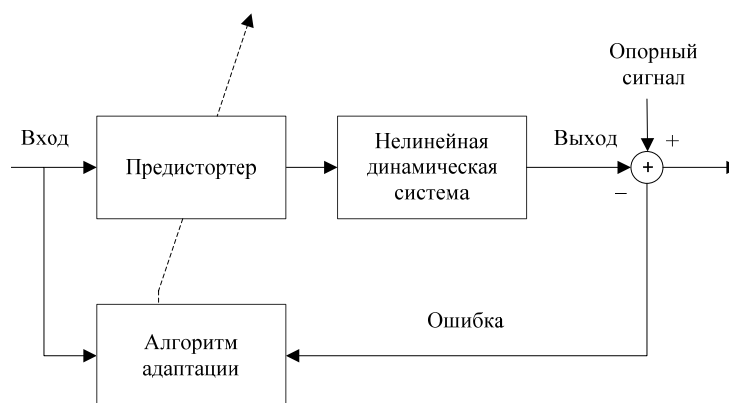 Опорный
сигнал
Вход
Предистортер
Нелинейная
динамическая
система
Выход
+
+
−
Ошибка
Алгоритм
адаптации